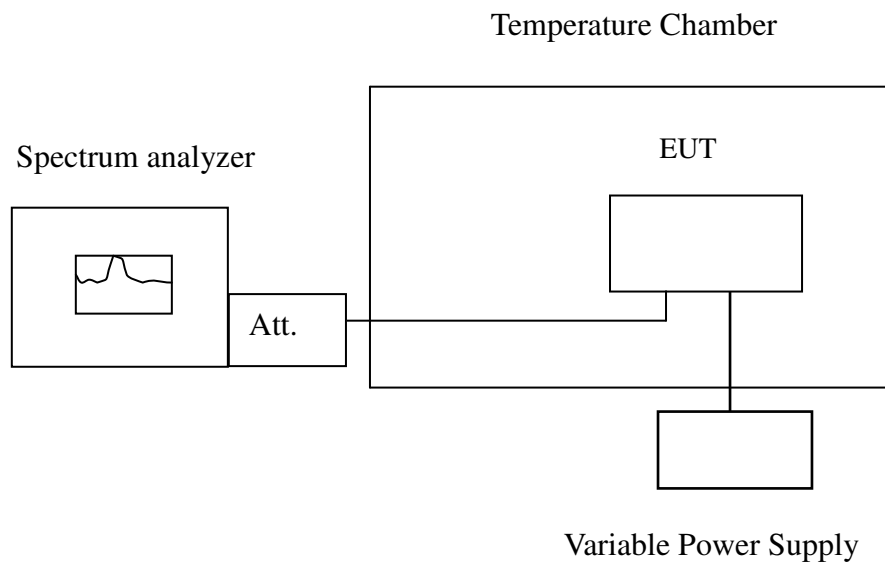 Temperature Chamber
EUT
Spectrum analyzer
Att.
Variable Power Supply